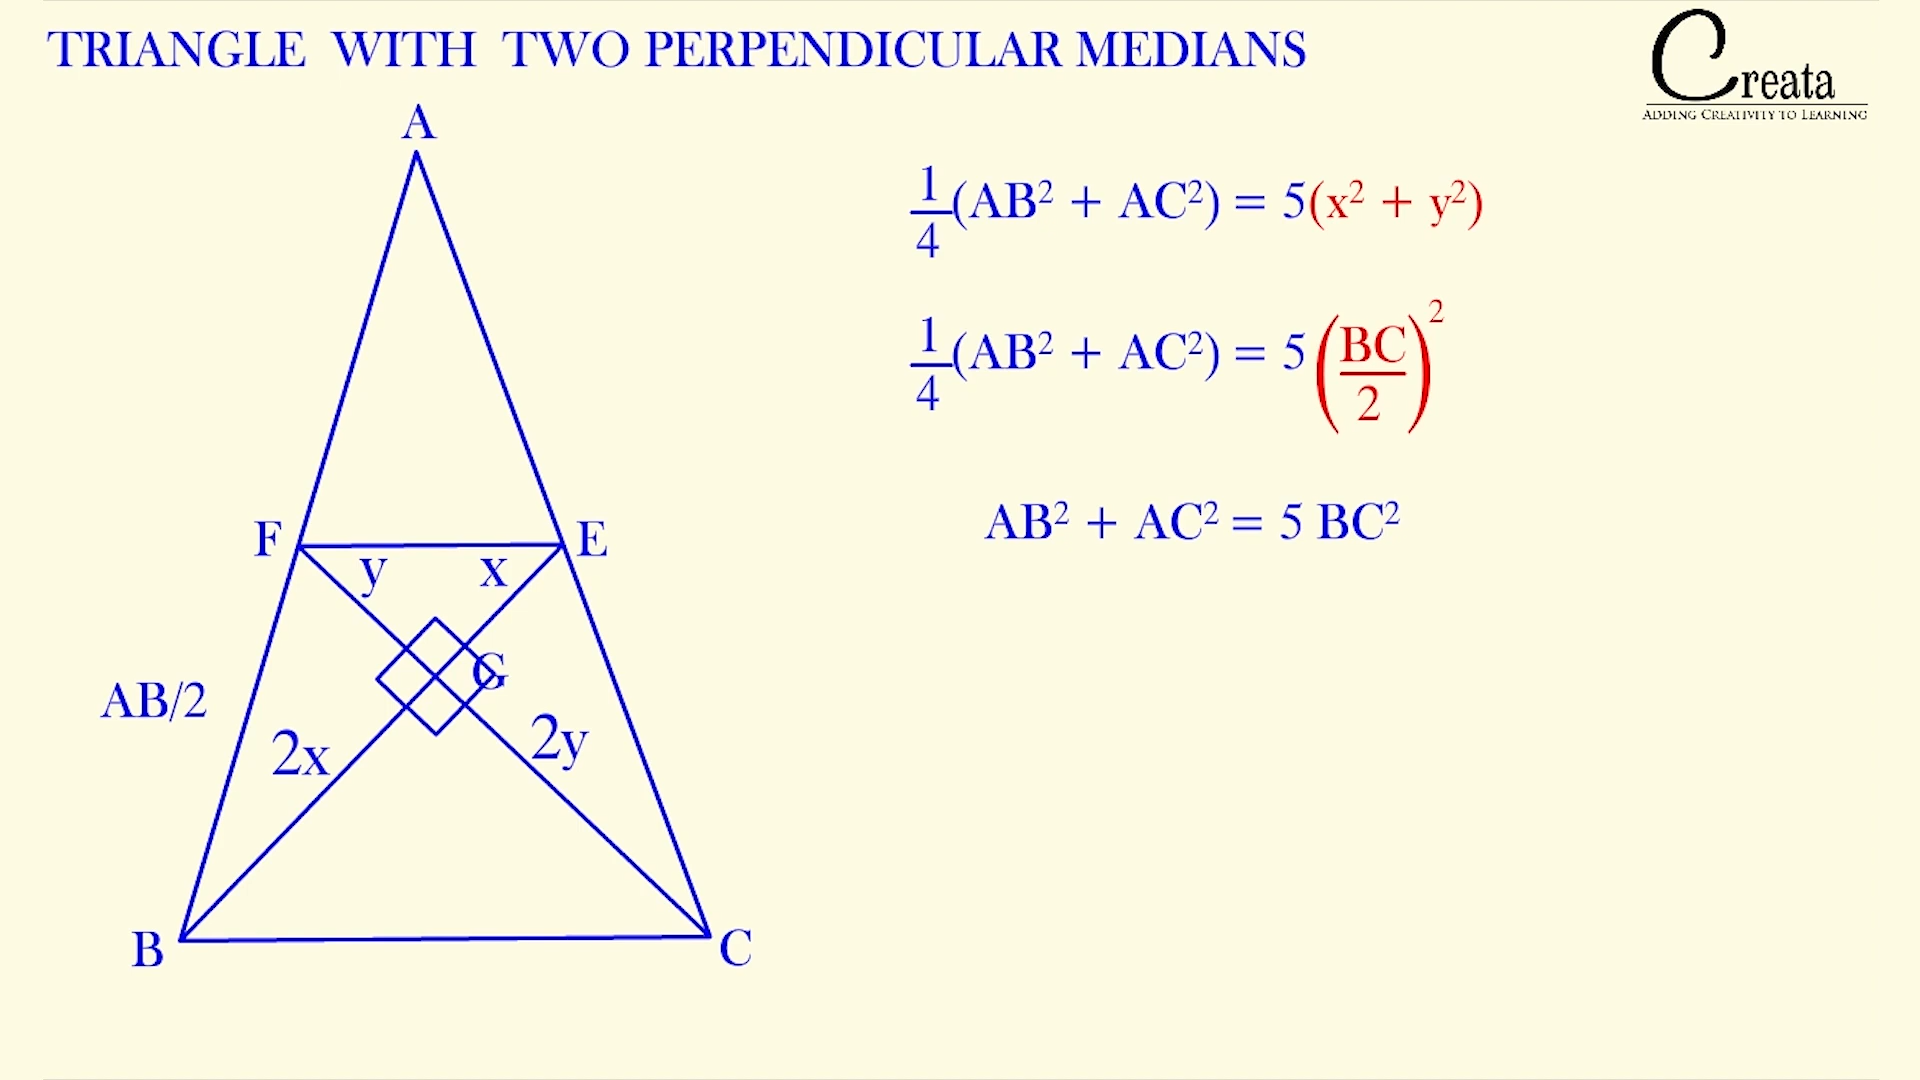 TRIANGLE WITH TWO PERPENDICULAR MEDIANS
Creata
ADDING CREATIVITY TO LEARNING
A
1/4(AB² + AC²) = 5(x² + y²)
1/4(AB² + AC²) = 5(BC/2)²
AB² + AC² = 5 BC²
F
E
y
x
G
AB/2
2x
2y
B
C